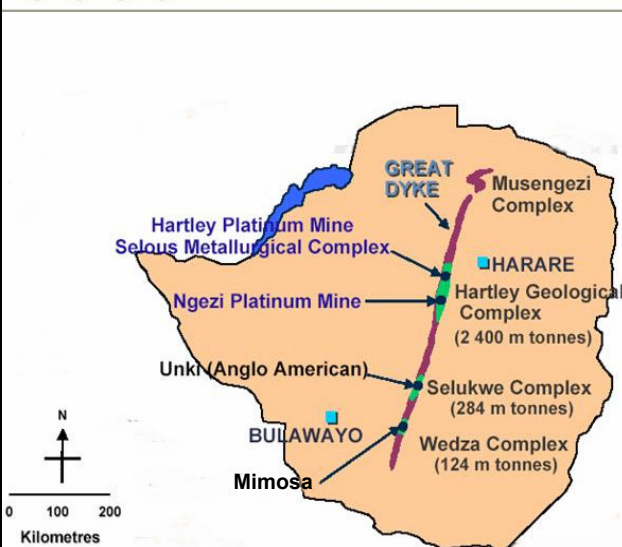 GREAT
DYKE
Musengezi
Complex
Hartley Platinum Mine
Selous Metallurgical Complex
HARARE
Ngezi Platinum Mine
Hartley Geological
Complex
(2 400 m tonnes)
Unki (Anglo American)
Selukwe Complex
(284 m tonnes)
BULAWAYO
Wedza Complex
(124 m tonnes)
Mimosa
N
0 100 200
Kilometres